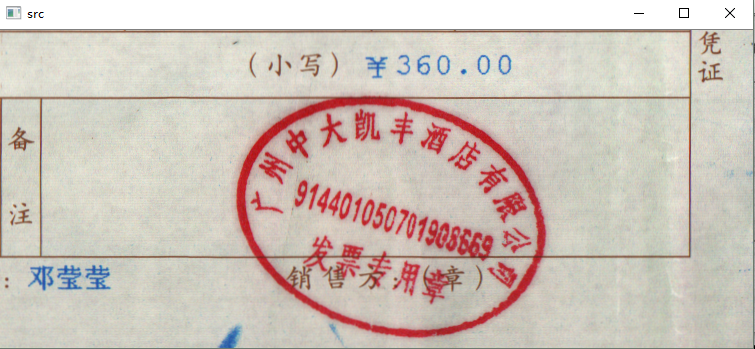 src
（小写） ￥360.00
凭证
备注
广州中大凯丰酒店有限公司
914401050701908669
发票专用章
：邓莹莹
销售方：（章）